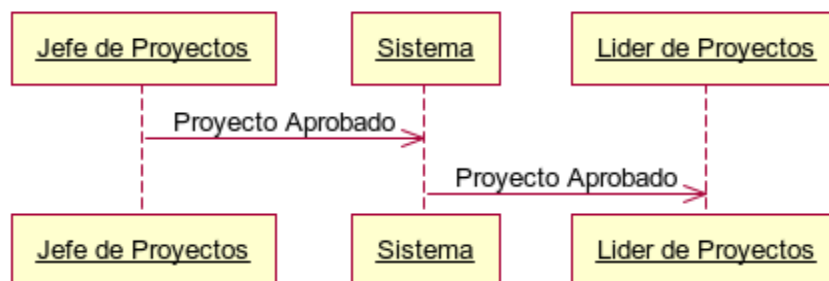 Jefe de Proyectos
Sistema
Lider de Proyectos
Proyecto Aprobado
Proyecto Aprobado
Jefe de Proyectos
Sistema
Lider de Proyectos